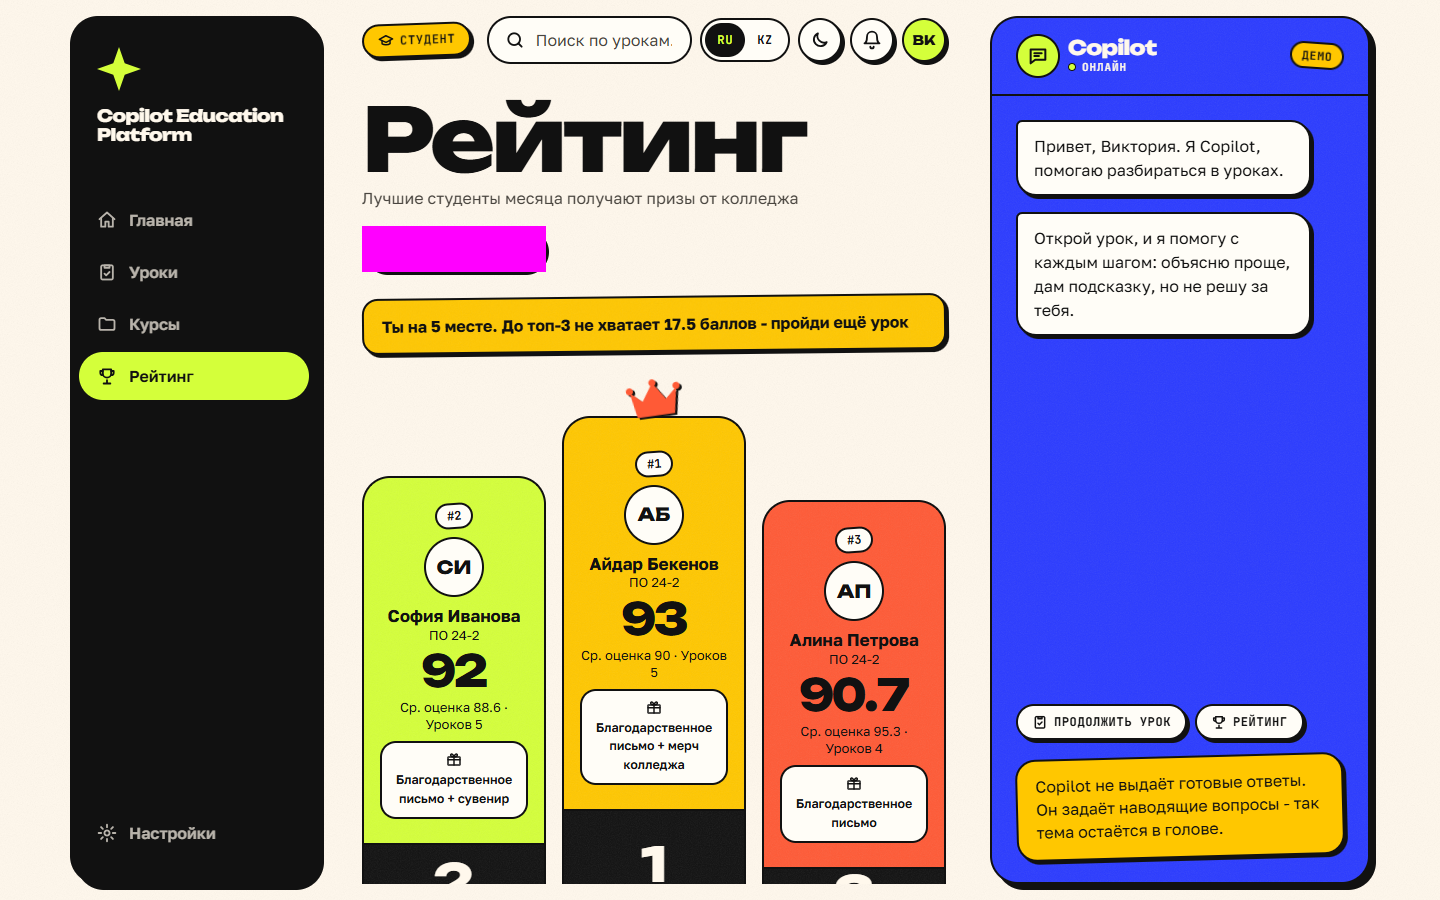 Copilot Education
Platform
Главная
Уроки
Курсы
Рейтинг
Настройки
СТУДЕНТ
Поиск по урокам.
RU
KZ
ВК
Рейтинг
Лучшие студенты месяца получают призы от колледжа
Ты на 5 месте. До топ-3 не хватает 17.5 баллов - пройди ещё урок
#2
СИ
София Иванова
ПО 24-2
92
Ср. оценка 88.6 ·
Уроков 5
Благодарственное
письмо + сувенир
2
#1
АБ
Айдар Бекенов
ПО 24-2
93
Ср. оценка 90 · Уроков
5
Благодарственное
письмо + мерч
колледжа
1
#3
АП
Алина Петрова
ПО 24-2
90.7
Ср. оценка 95.3 ·
Уроков 4
Благодарственное
письмо
Copilot
ОНЛАЙН
ДЕМО
Привет, Виктория. Я Copilot,
помогаю разбираться в уроках.
Открой урок, и я помогу с
каждым шагом: объясню проще,
дам подсказку, но не решу за
тебя.
ПРОДОЛЖИТЬ УРОК
РЕЙТИНГ
Copilot не выдаёт готовые ответы.
Он задаёт наводящие вопросы - так
тема остаётся в голове.